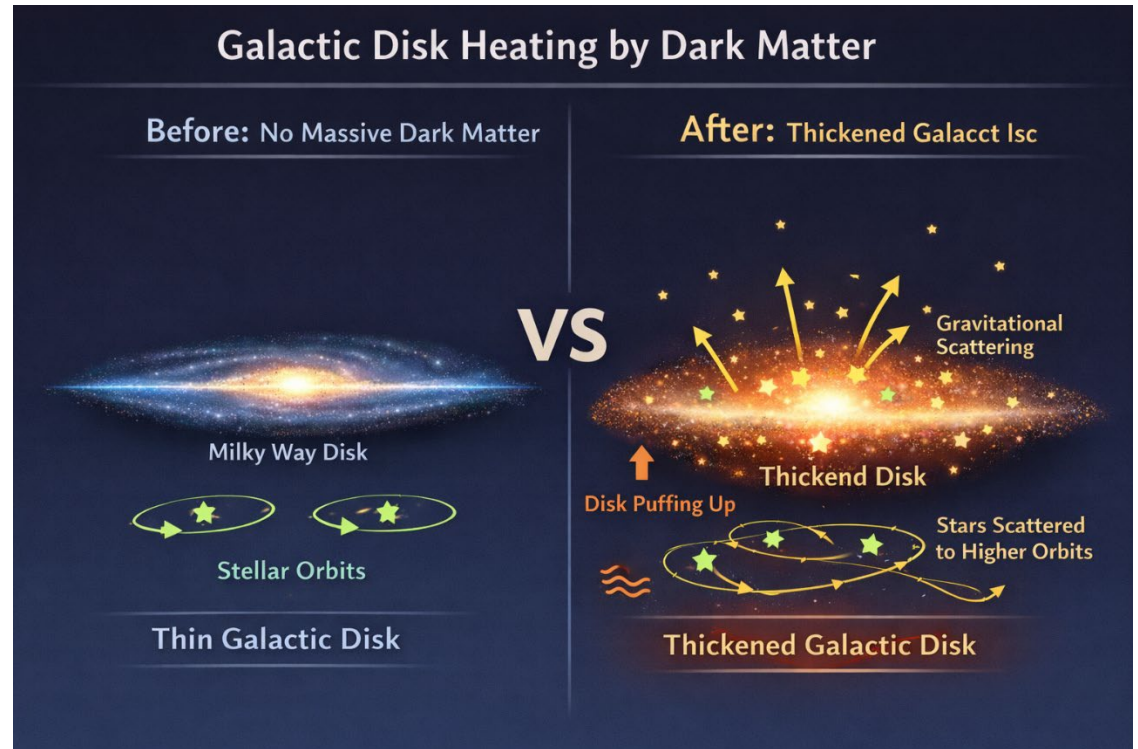 Galactic Disk Heating by Dark Matter
Before: No Massive Dark Matter
After: Thickened Galacct Isc
VS
Milky Way Disk
Stellar Orbits
Thin Galactic Disk
Gravitational
Scattering
Thickend Disk
Disk Puffing Up
Stars Scattered
to Higher Orbits
Thickened Galactic Disk